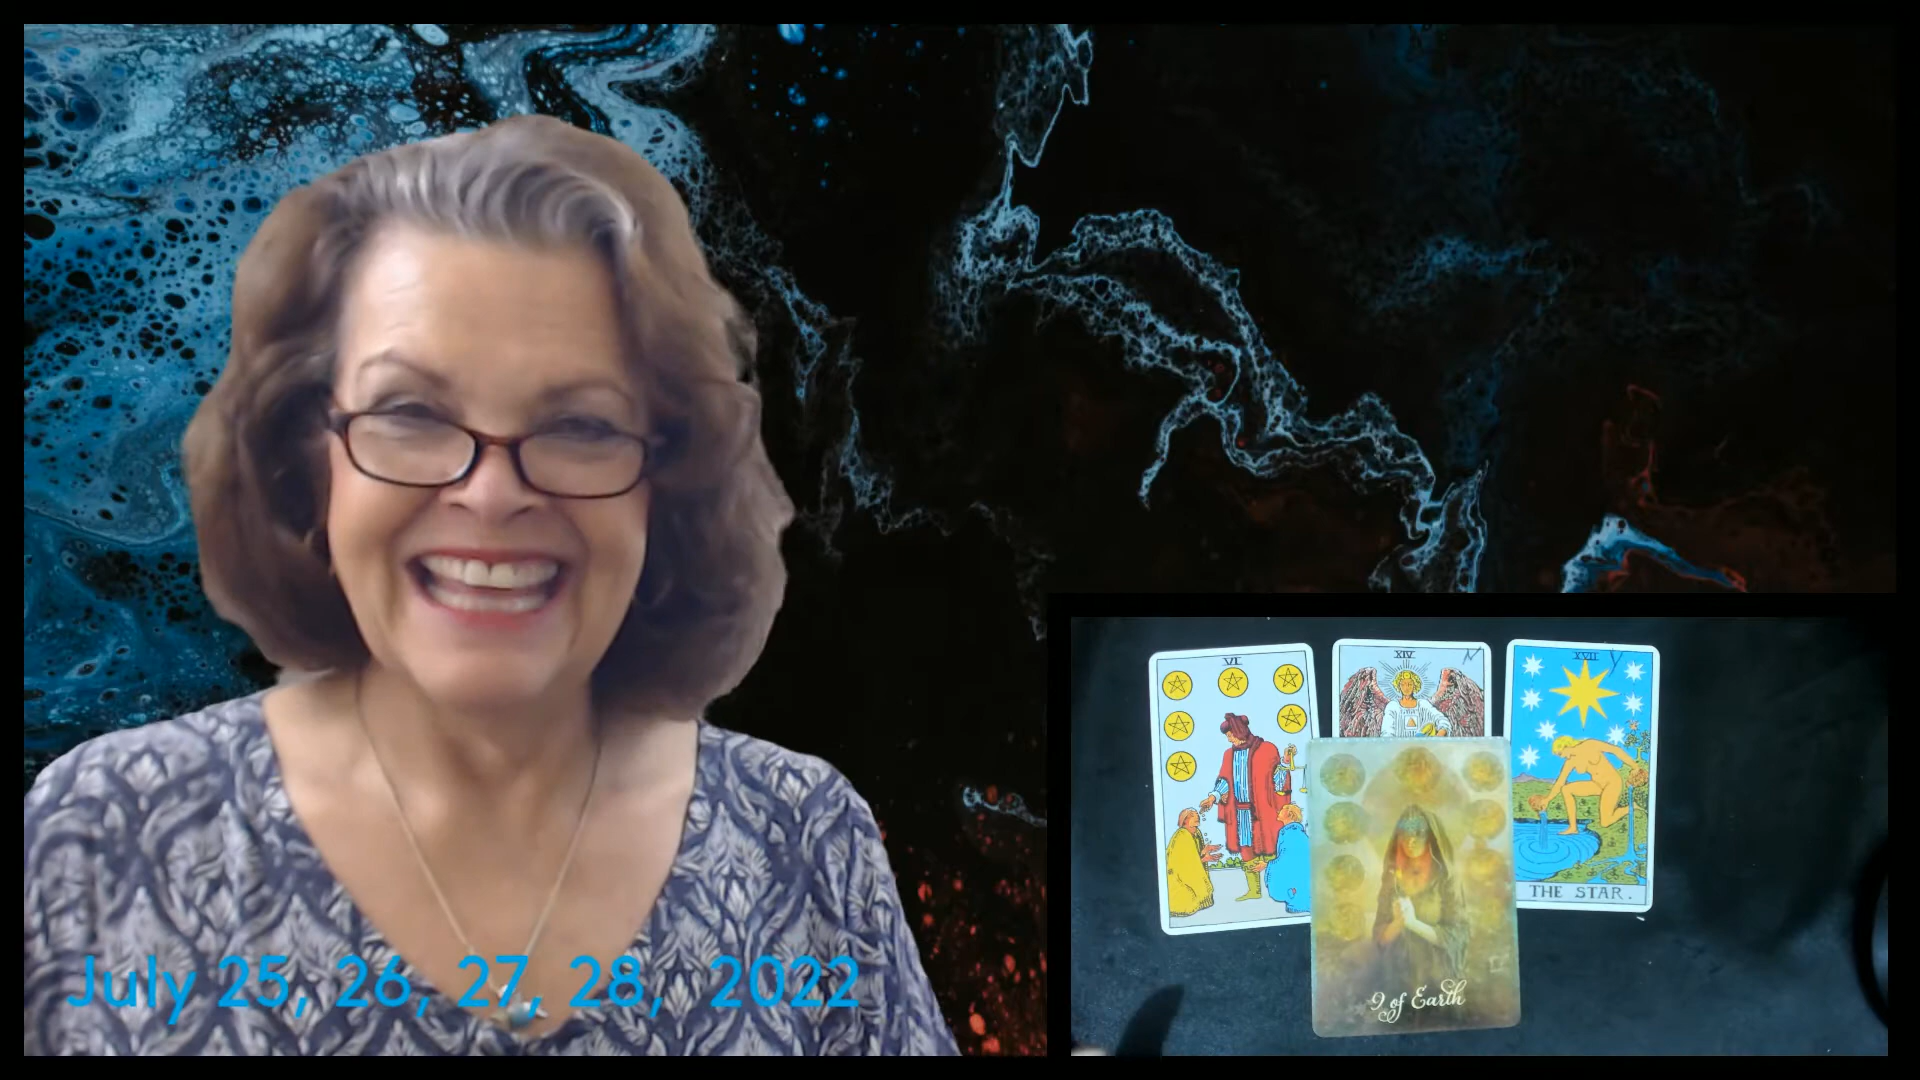 July 25, 26, 27, 28, 2022
VI
XIV
N
XVII
Y
THE STAR.
9 of Earth